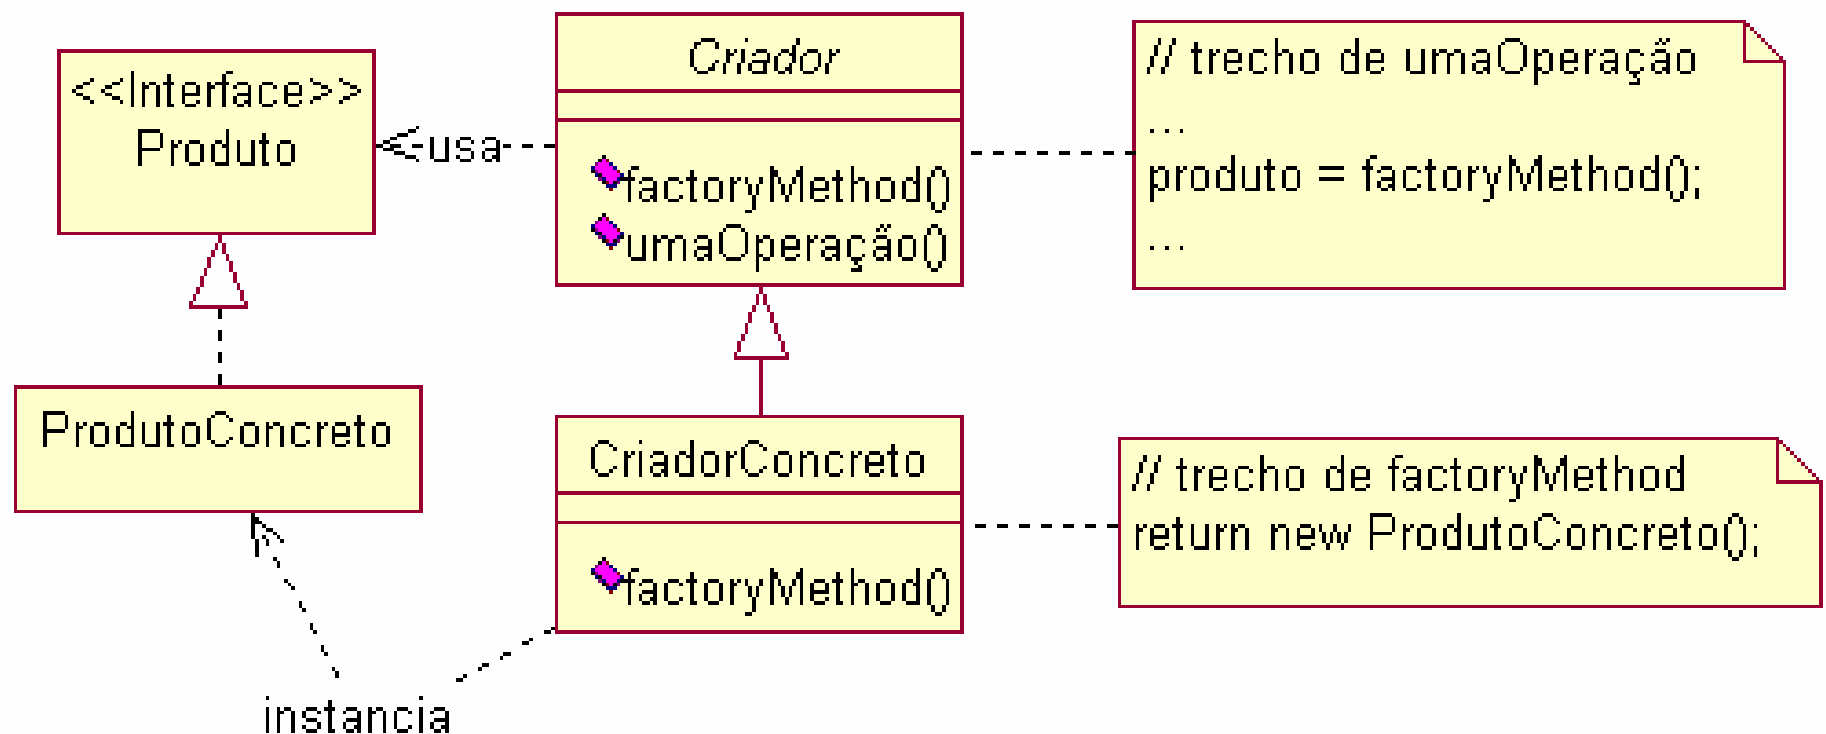 <<Interface>>
Produto
usa
Criador
factoryMethod()
umaOperação()
// trecho de umaOperação
...
produto = factoryMethod();
...
ProdutoConcreto
CriadorConcreto
factoryMethod()
// trecho de factoryMethod
return new ProdutoConcreto();
instancia